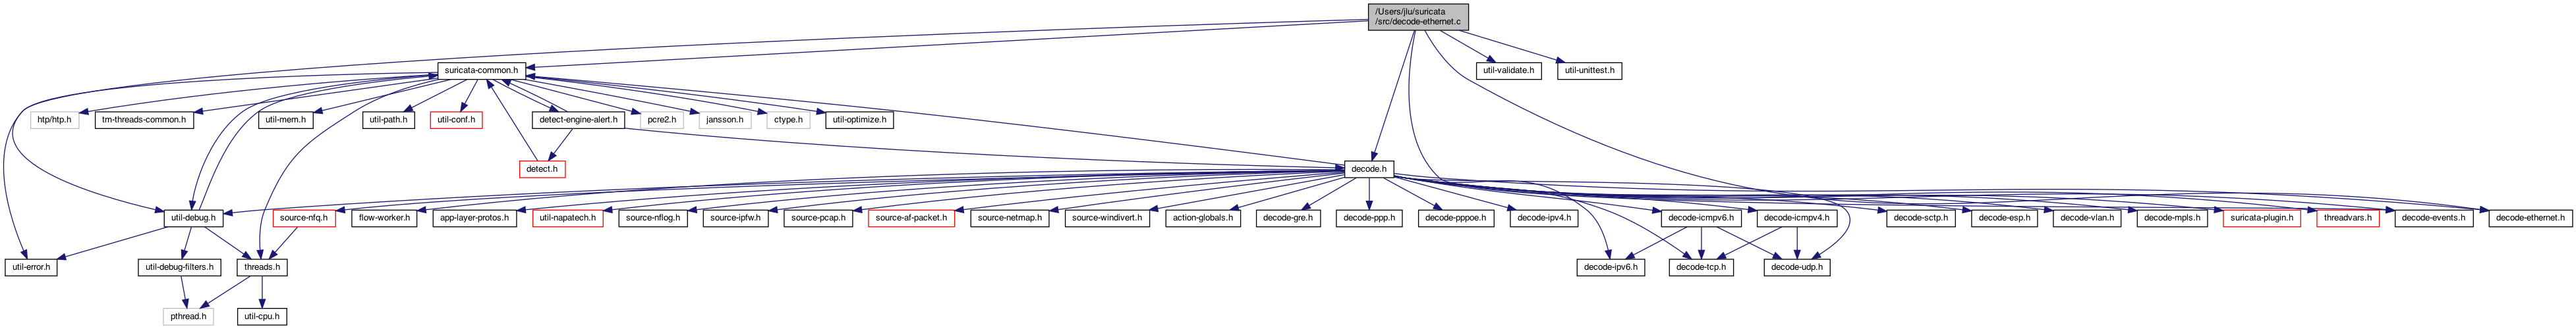 /Users/jlu/suricata
/src/decode-ethernet.c
suricata-common.h
util-validate.h
util-unittest.h
htp/htp.h
tm-threads-common.h
util-mem.h
util-path.h
util-conf.h
detect-engine-alert.h
pcre2.h
jansson.h
ctype.h
util-optimize.h
detect.h
decode.h
util-debug.h
source-nfq.h
flow-worker.h
app-layer-protos.h
util-napatech.h
source-nflog.h
source-ipfw.h
source-pcap.h
source-af-packet.h
source-netmap.h
source-windivert.h
action-globals.h
decode-gre.h
decode-ppp.h
decode-pppoe.h
decode-ipv4.h
decode-icmpv6.h
decode-icmpv4.h
decode-sctp.h
decode-esp.h
decode-vlan.h
decode-mpls.h
suricata-plugin.h
threadvars.h
decode-events.h
decode-ethernet.h
util-error.h
util-debug-filters.h
threads.h
decode-ipv6.h
decode-tcp.h
decode-udp.h
pthread.h
util-cpu.h